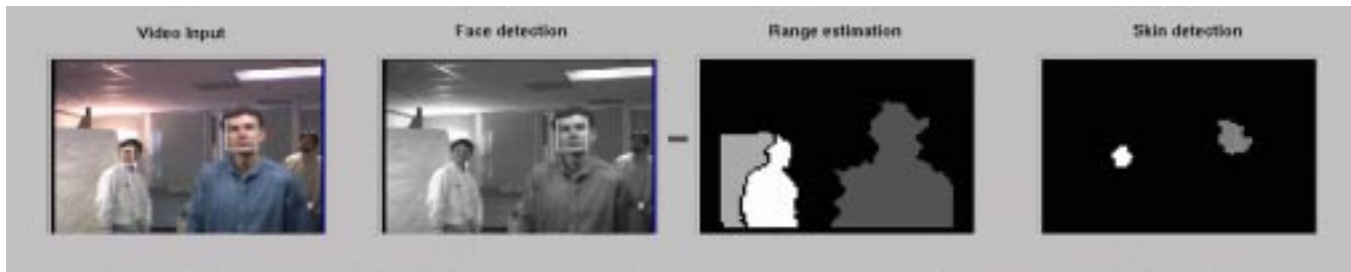 Video Input
Face detection
Range estimation
Skin detection